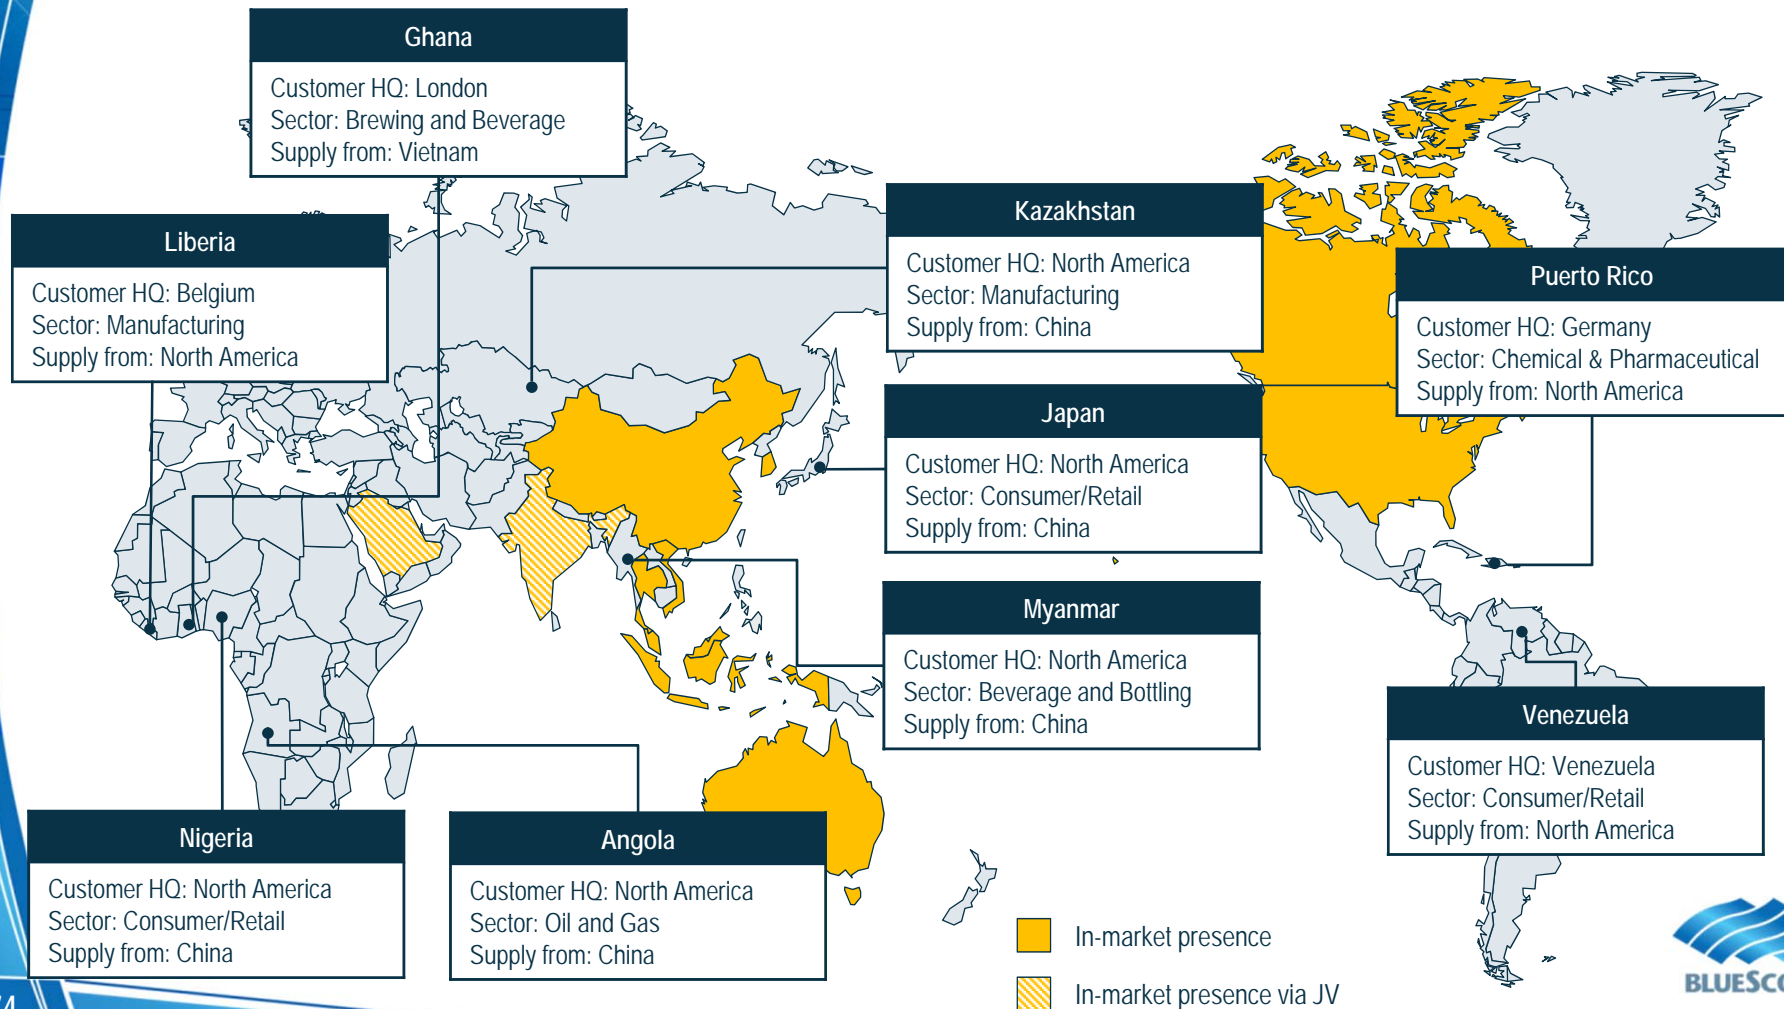 Ghana
Customer HQ: London
Sector: Brewing and Beverage
Supply from: Vietnam
Liberia
Customer HQ: Belgium
Sector: Manufacturing
Supply from: North America
Kazakhstan
Customer HQ: North America
Sector: Manufacturing
Supply from: China
Puerto Rico
Customer HQ: Germany
Sector: Chemical & Pharmaceutical
Supply from: North America
Japan
Customer HQ: North America
Sector: Consumer/Retail
Supply from: China
Myanmar
Customer HQ: North America
Sector: Beverage and Bottling
Supply from: China
Venezuela
Customer HQ: Venezuela
Sector: Consumer/Retail
Supply from: North America
Nigeria
Customer HQ: North America
Sector: Consumer/Retail
Supply from: China
Angola
Customer HQ: North America
Sector: Oil and Gas
Supply from: China
In-market presence
In-market presence via JV